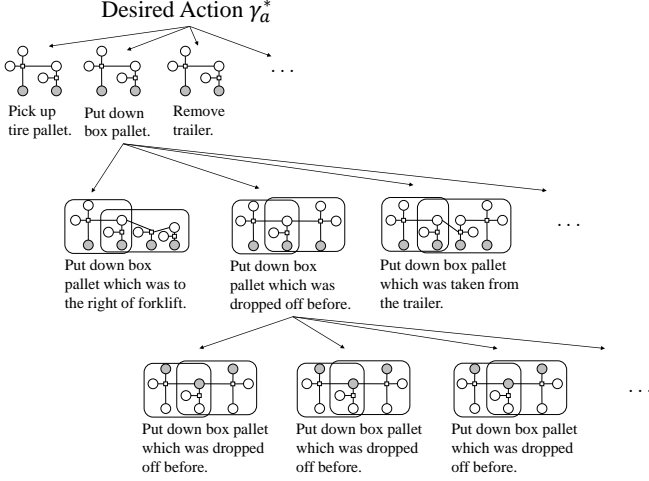 Desired Action γ*ₐ
Pick up
tire pallet.
Put down
box pallet.
Remove
trailer.
. . .
Put down box
pallet which was to
the right of forklift.
Put down box
pallet which was
dropped off before.
Put down box pallet
which was taken from
the trailer.
. . .
Put down box pallet
which was dropped
off before.
Put down box pallet
which was dropped
off before.
Put down box pallet
which was dropped
off before.
. . .